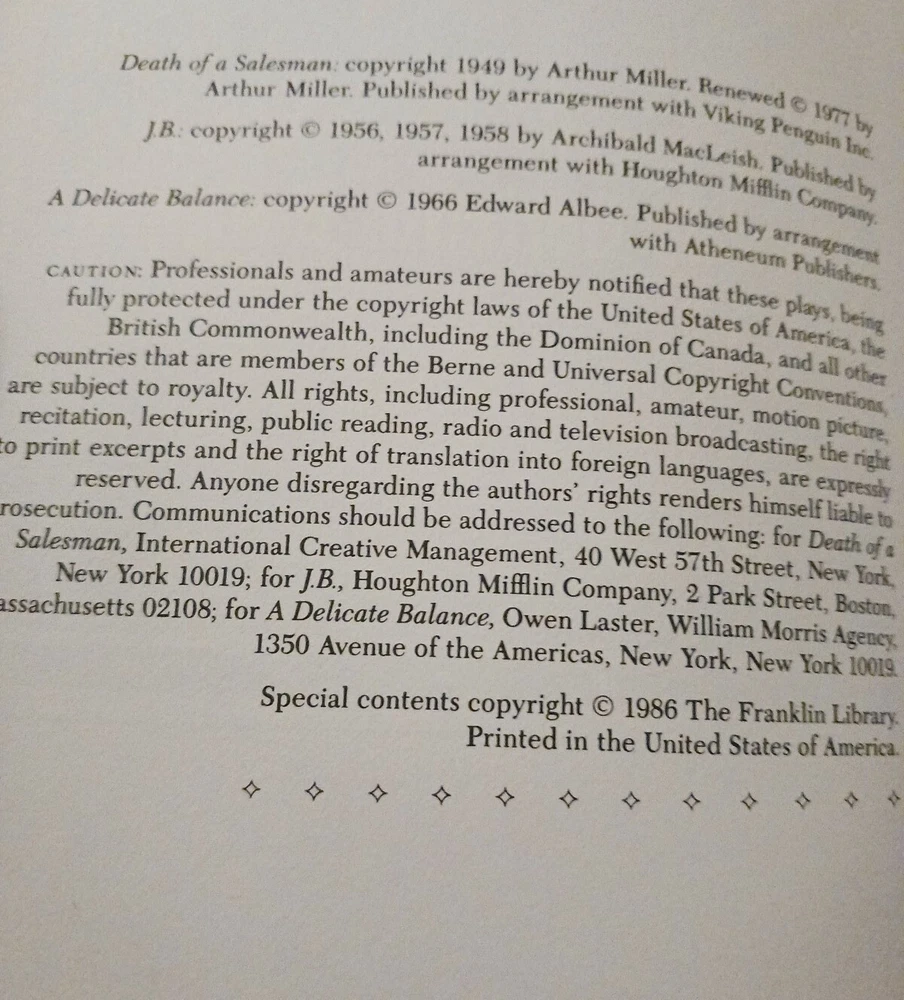 Death of a Salesman: copyright 1949 by Arthur Miller. Renewed © 1977 by
Arthur Miller. Published by arrangement with Viking Penguin Inc.
J.B.: copyright © 1956, 1957, 1958 by Archibald MacLeish. Published by
arrangement with Houghton Mifflin Company.
A Delicate Balance: copyright © 1966 Edward Albee. Published by arrangement
with Atheneum Publishers.
CAUTION: Professionals and amateurs are hereby notified that these plays, being
fully protected under the copyright laws of the United States of America, the
British Commonwealth, including the Dominion of Canada, and all other
countries that are members of the Berne and Universal Copyright Conventions,
are subject to royalty. All rights, including professional, amateur, motion picture,
recitation, lecturing, public reading, radio and television broadcasting, the right
to print excerpts and the right of translation into foreign languages, are expressly
reserved. Anyone disregarding the authors' rights renders himself liable to
rosecution. Communications should be addressed to the following: for Death of a
Salesman, International Creative Management, 40 West 57th Street, New York,
New York 10019; for J.B., Houghton Mifflin Company, 2 Park Street, Boston,
assachusetts 02108; for A Delicate Balance, Owen Laster, William Morris Agency,
1350 Avenue of the Americas, New York, New York 10019.
Special contents copyright © 1986 The Franklin Library.
Printed in the United States of America.